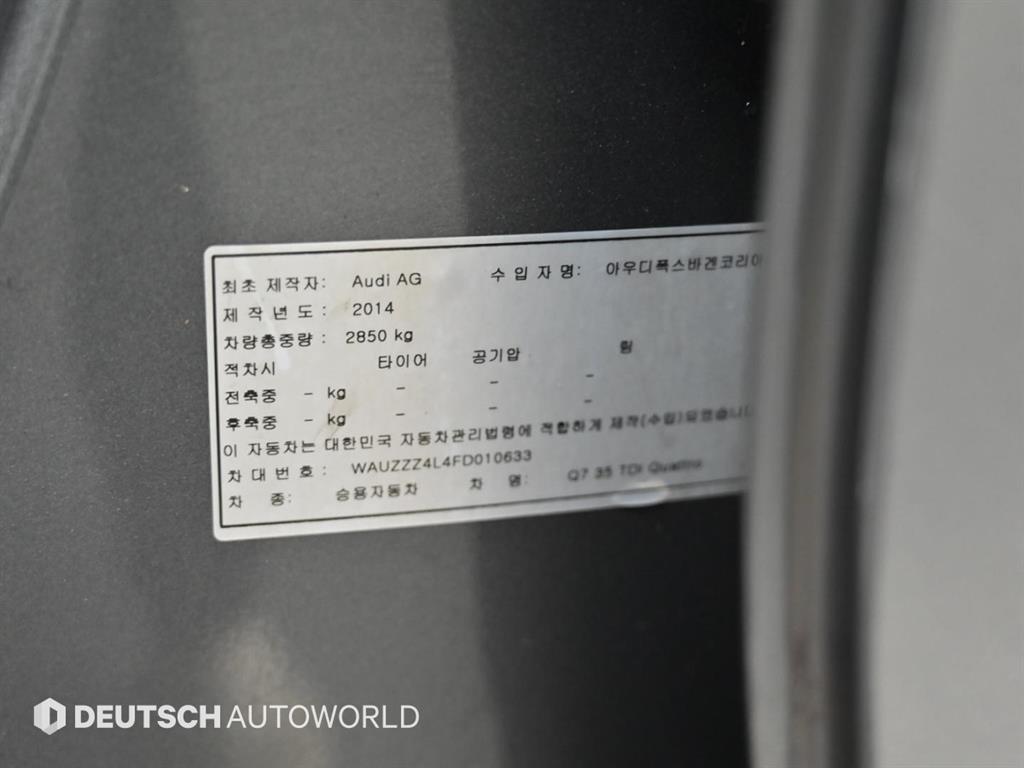 최초 제작자: Audi AG 수 입 자 명: 아우디폭스바겐코리아
제 작 년 도 : 2014
차량총중량 : 2850 kg
적차시 타이어 공기압 림
전축중 - kg - - -
후축중 - kg - - -
이 자동차는 대한민국 자동차관리법령에 적합하게 제작(수입)되었습니다
차 대 번 호 : WAUZZZ4L4FD010633
차 종: 승용자동차 차 명: Q7 35 TDI Quattro
DEUTSCH AUTOWORLD